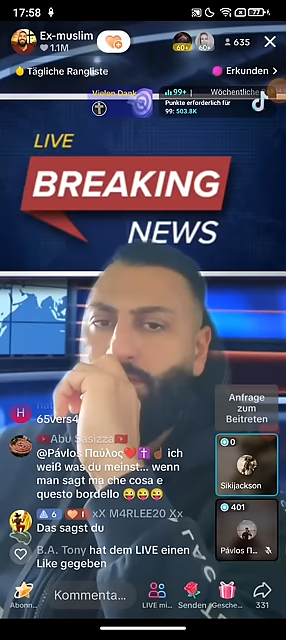 17:58
77
Ex-muslim
1.1M
60+
60+
635
Tägliche Rangliste
Erkunden >
Vielen Dank
99+ | Wöchentliche
Punkte erforderlich für
99: 503.8K
LIVE
BREAKING
NEWS
Anfrage
zum
Beitreten
H
65vers4
Abu Sasizza
@Pávlos Παύλος❤️✝️☝🏽 ich
weiß was du meinst... wenn
man sagt ma che cosa e
questo bordello 😜😜😜
0
Sikijackson
6 I xX M4RLEE20 Xx
Das sagst du
401
Pávlos Π...
B.A. Tony hat dem LIVE einen
Like gegeben
Abonn...
Kommenta...
LIVE mi...
Senden
Gesche...
331